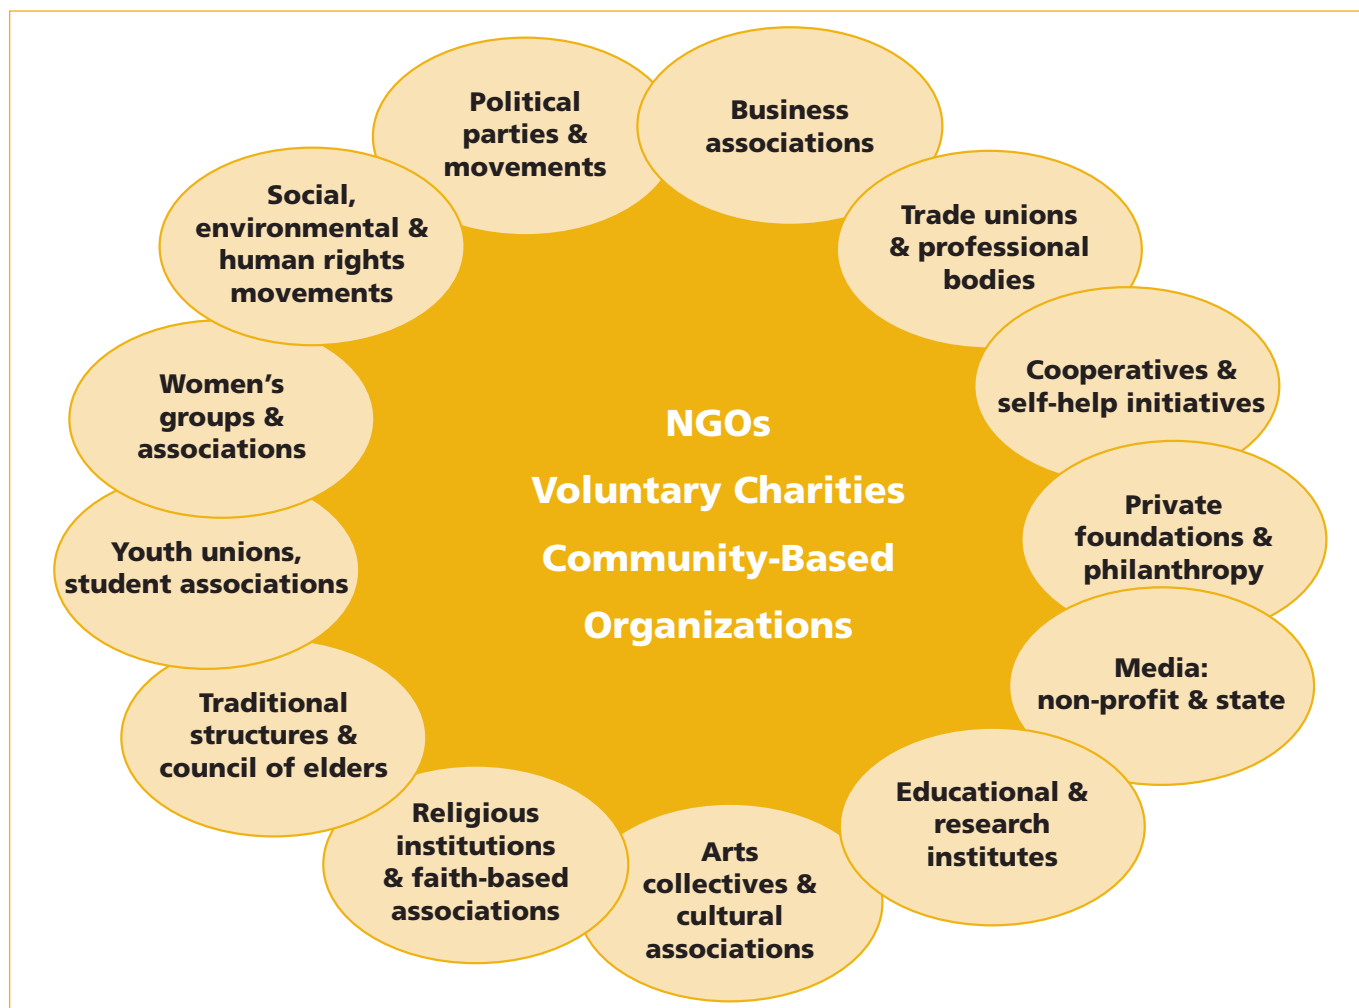 Political
parties &
movements
Business
associations
Trade unions
& professional
bodies
Cooperatives &
self-help initiatives
Private
foundations &
philanthropy
Media:
non-profit & state
Educational &
research
institutes
Arts
collectives &
cultural
associations
Religious
institutions
& faith-based
associations
Traditional
structures &
council of elders
Youth unions,
student associations
Women’s
groups &
associations
Social,
environmental &
human rights
movements
NGOs
Voluntary Charities
Community-Based
Organizations